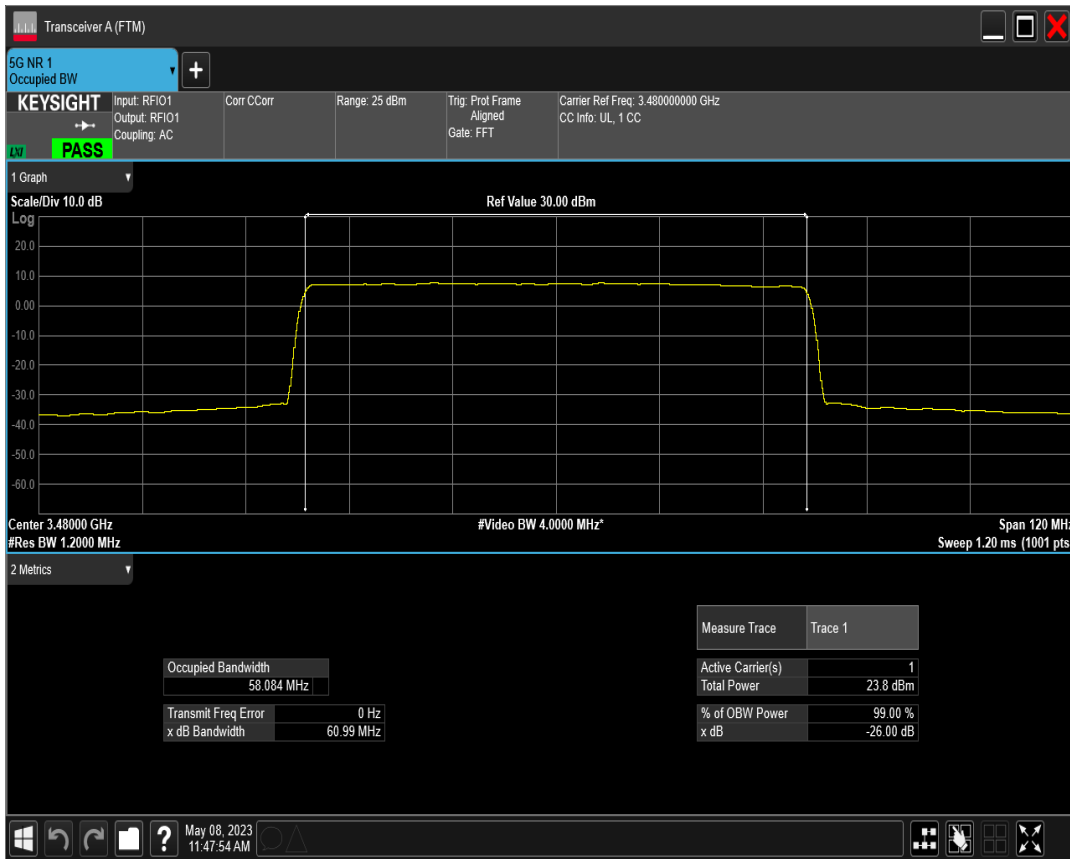 Transceiver A (FTM)
5G NR 1
Occupied BW
+
KEYSIGHT
LXI
PASS
Input: RFIO1
Output: RFIO1
Coupling: AC
Corr CCorr
Range: 25 dBm
Trig: Prot Frame
Aligned
Gate: FFT
Carrier Ref Freq: 3.480000000 GHz
CC Info: UL, 1 CC
1 Graph
Scale/Div 10.0 dB
Ref Value 30.00 dBm
Log
20.0
10.0
0.00
-10.0
-20.0
-30.0
-40.0
-50.0
-60.0
Center 3.48000 GHz
#Video BW 4.0000 MHz*
Span 120 MHz
#Res BW 1.2000 MHz
Sweep 1.20 ms (1001 pts
2 Metrics
Measure Trace Trace 1
Occupied Bandwidth
58.084 MHz
Active Carrier(s) 1
Total Power 23.8 dBm
Transmit Freq Error 0 Hz
x dB Bandwidth 60.99 MHz
% of OBW Power 99.00 %
x dB -26.00 dB
?
May 08, 2023
11:47:54 AM